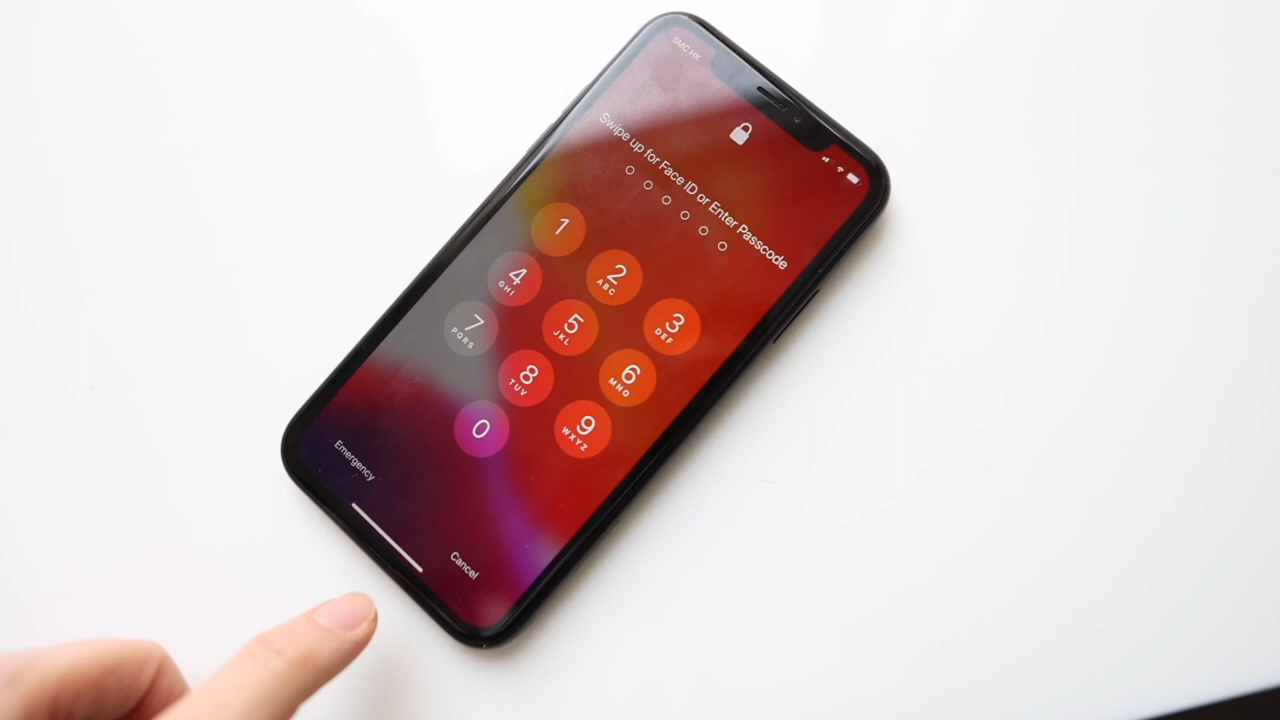 SMC HK
Swipe up for Face ID or Enter Passcode
1
2
ABC
3
DEF
4
GHI
5
JKL
6
MNO
7
PQRS
8
TUV
9
WXYZ
0
Emergency
Cancel